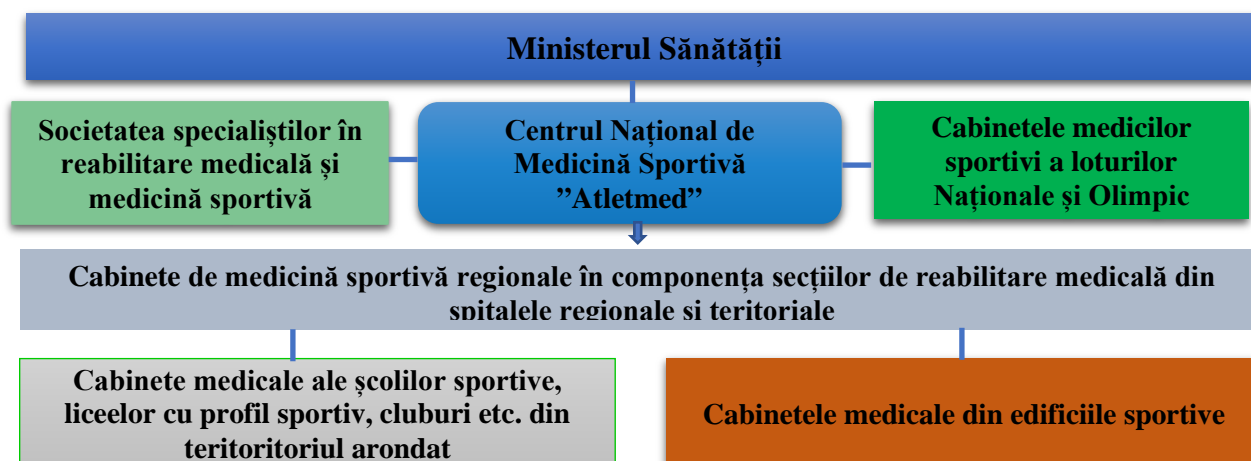 Ministerul Sănătății
Societatea specialiștilor în
reabilitare medicală și
medicină sportivă
Centrul Național de
Medicină Sportivă
”Atletmed”
Cabinetele medicilor
sportivi a loturilor
Naționale și Olimpic
Cabinete de medicină sportivă regionale în componența secțiilor de reabilitare medicală din
spitalele regionale și teritoriale
Cabinete medicale ale școlilor sportive,
liceelor cu profil sportiv, cluburi etc. din
teritoritoriul arondat
Cabinetele medicale din edificiile sportive